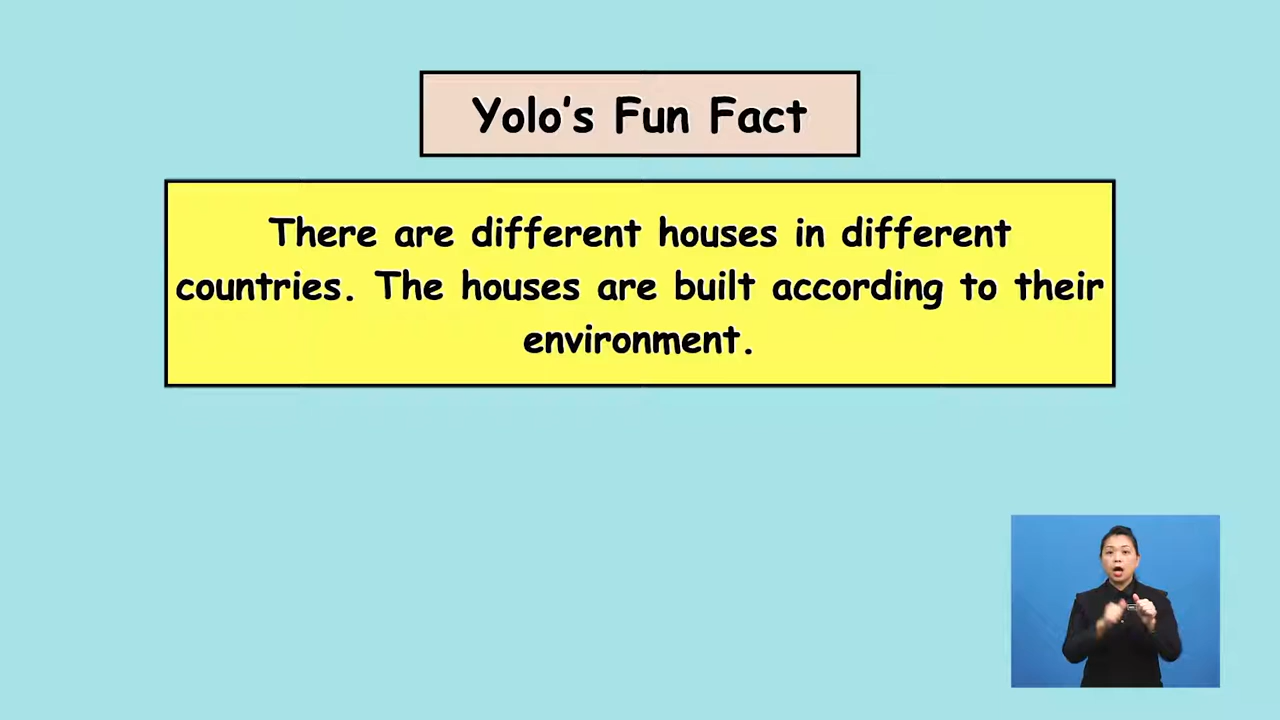 Yolo's Fun Fact
There are different houses in different
countries. The houses are built according to their
environment.